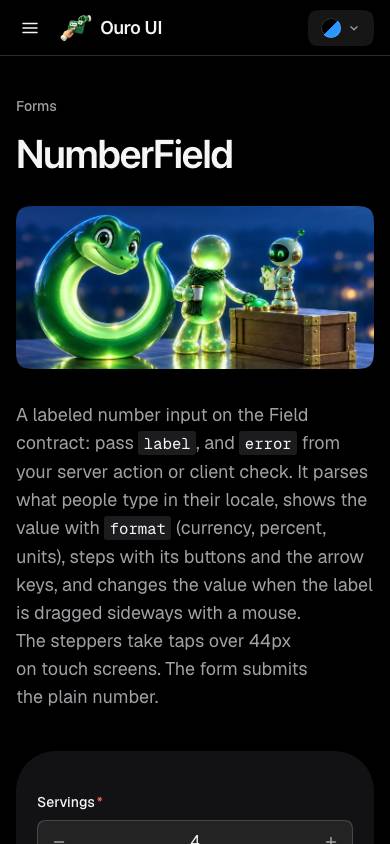 Ouro UI
Forms
NumberField
A labeled number input on the Field
contract: pass label, and error from
your server action or client check. It parses
what people type in their locale, shows the
value with format (currency, percent,
units), steps with its buttons and the arrow
keys, and changes the value when the label
is dragged sideways with a mouse.
The steppers take taps over 44px
on touch screens. The form submits
the plain number.
Servings*
− 4 +